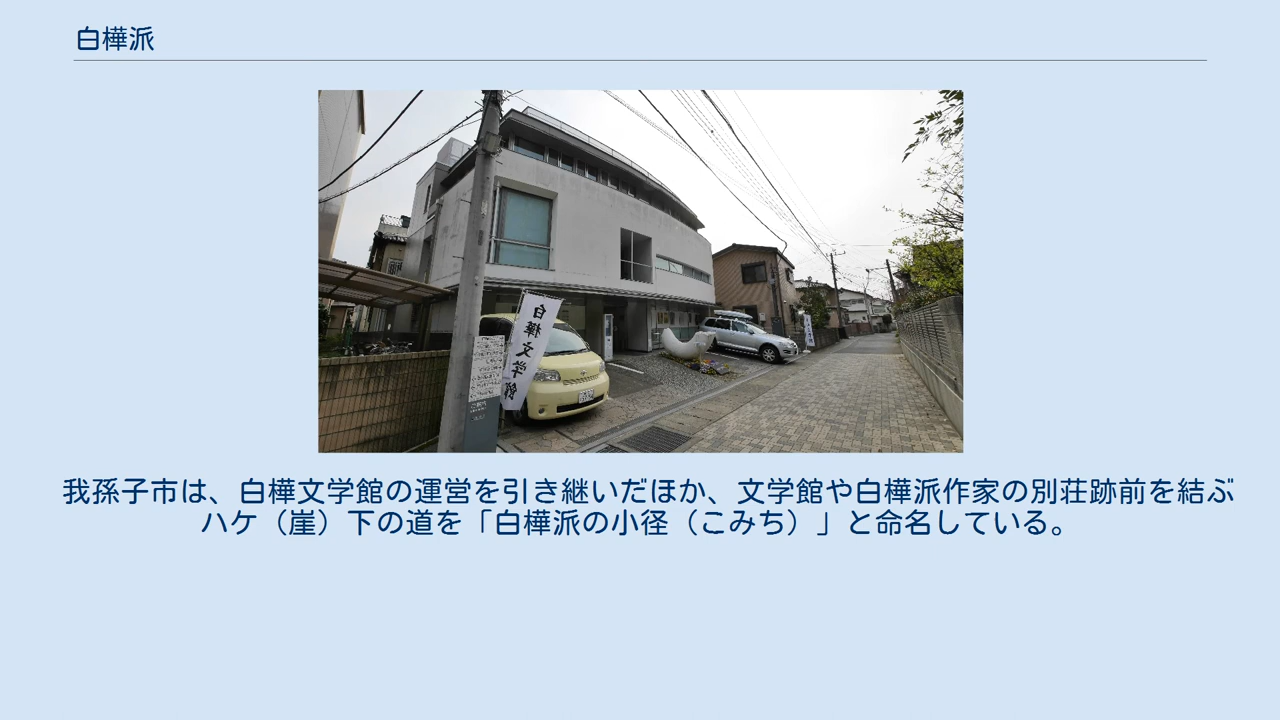 白樺派
白樺文学館
我孫子市は、白樺文学館の運営を引き継いだほか、文学館や白樺派作家の別荘跡前を結ぶ
ハケ（崖）下の道を「白樺派の小径（こみち）」と命名している。